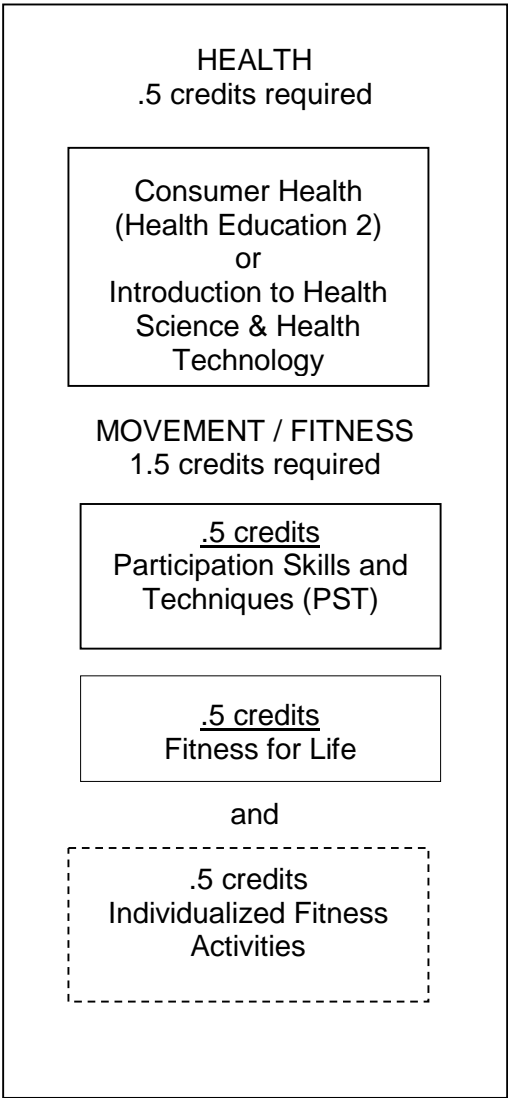 HEALTH
.5 credits required
Consumer Health
(Health Education 2)
or
Introduction to Health
Science & Health
Technology
MOVEMENT / FITNESS
1.5 credits required
.5 credits
Participation Skills and
Techniques (PST)
.5 credits
Fitness for Life
and
.5 credits
Individualized Fitness
Activities